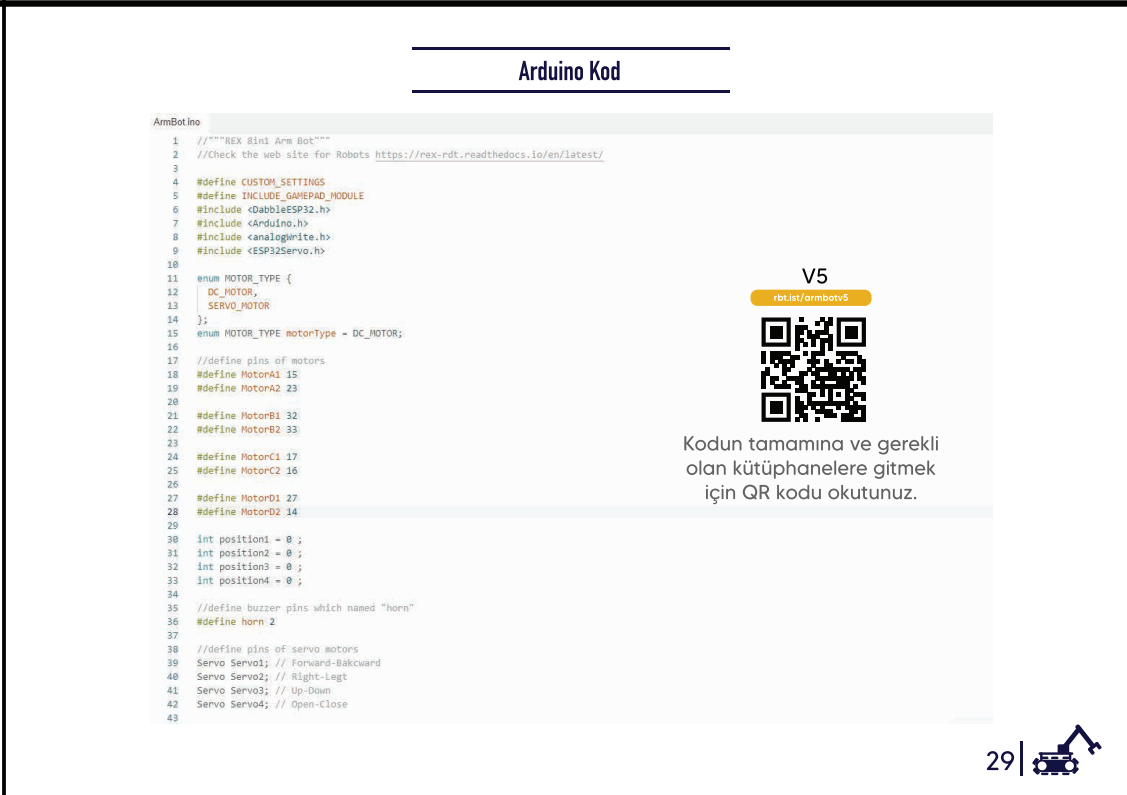 Arduino Kod
ArmBot.ino
1 //"""REX 8in1 Arm Bot"""
2 //Check the web site for Robots https://rex-rdt.readthedocs.io/en/latest/
3
4 #define CUSTOM_SETTINGS
5 #define INCLUDE_GAMEPAD_MODULE
6 #include <DabbleESP32.h>
7 #include <Arduino.h>
8 #include <analogWrite.h>
9 #include <ESP32Servo.h>
10
11 enum MOTOR_TYPE {
12 DC_MOTOR,
13 SERVO_MOTOR
14 };
15 enum MOTOR_TYPE motorType = DC_MOTOR;
16
17 //define pins of motors
18 #define MotorA1 15
19 #define MotorA2 23
20
21 #define MotorB1 32
22 #define MotorB2 33
23
24 #define MotorC1 17
25 #define MotorC2 16
26
27 #define MotorD1 27
28 #define MotorD2 14
29
30 int position1 = 0 ;
31 int position2 = 0 ;
32 int position3 = 0 ;
33 int position4 = 0 ;
34
35 //define buzzer pins which named "horn"
36 #define horn 2
37
38 //define pins of servo motors
39 Servo Servo1; // Forward-Bakcward
40 Servo Servo2; // Right-Legt
41 Servo Servo3; // Up-Down
42 Servo Servo4; // Open-Close
43
V5
rbt.ist/armbotv5
Kodun tamamına ve gerekli
olan kütüphanelere gitmek
için QR kodu okutunuz.
29